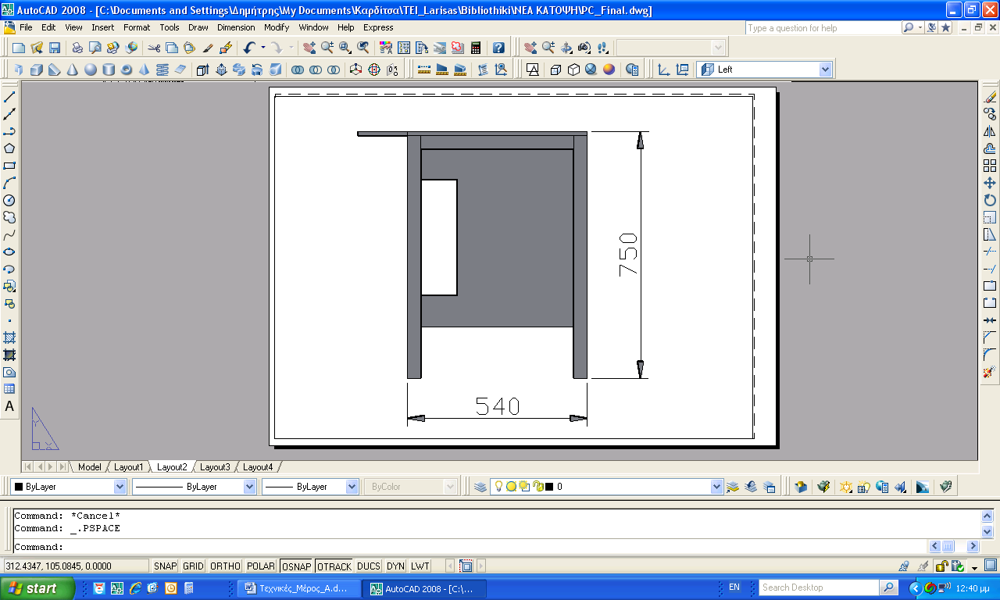 AutoCAD 2008 - [C:\Documents and Settings\Δημήτρης\My Documents\Καρδίτσα\TEI_Larisas\Bibliothiki\ΝΕΑ ΚΑΤΟΨΗ\PC_Final.dwg]
File Edit View Insert Format Tools Draw Dimension Modify Window Help Express
Type a question for help
Left
750
540
A
Y
X
Model Layout1 Layout2 Layout3 Layout4
ByLayer ByLayer ByLayer ByColor 0
Command: *Cancel*
Command: _.PSPACE
Command:
312.4347, 105.0845, 0.0000 SNAP GRID ORTHO POLAR OSNAP OTRACK DUCS DYN LWT
start Τεχνικές_Μέρος_Α.d... AutoCAD 2008 - [C:\... EN Search Desktop 12:40 μμ